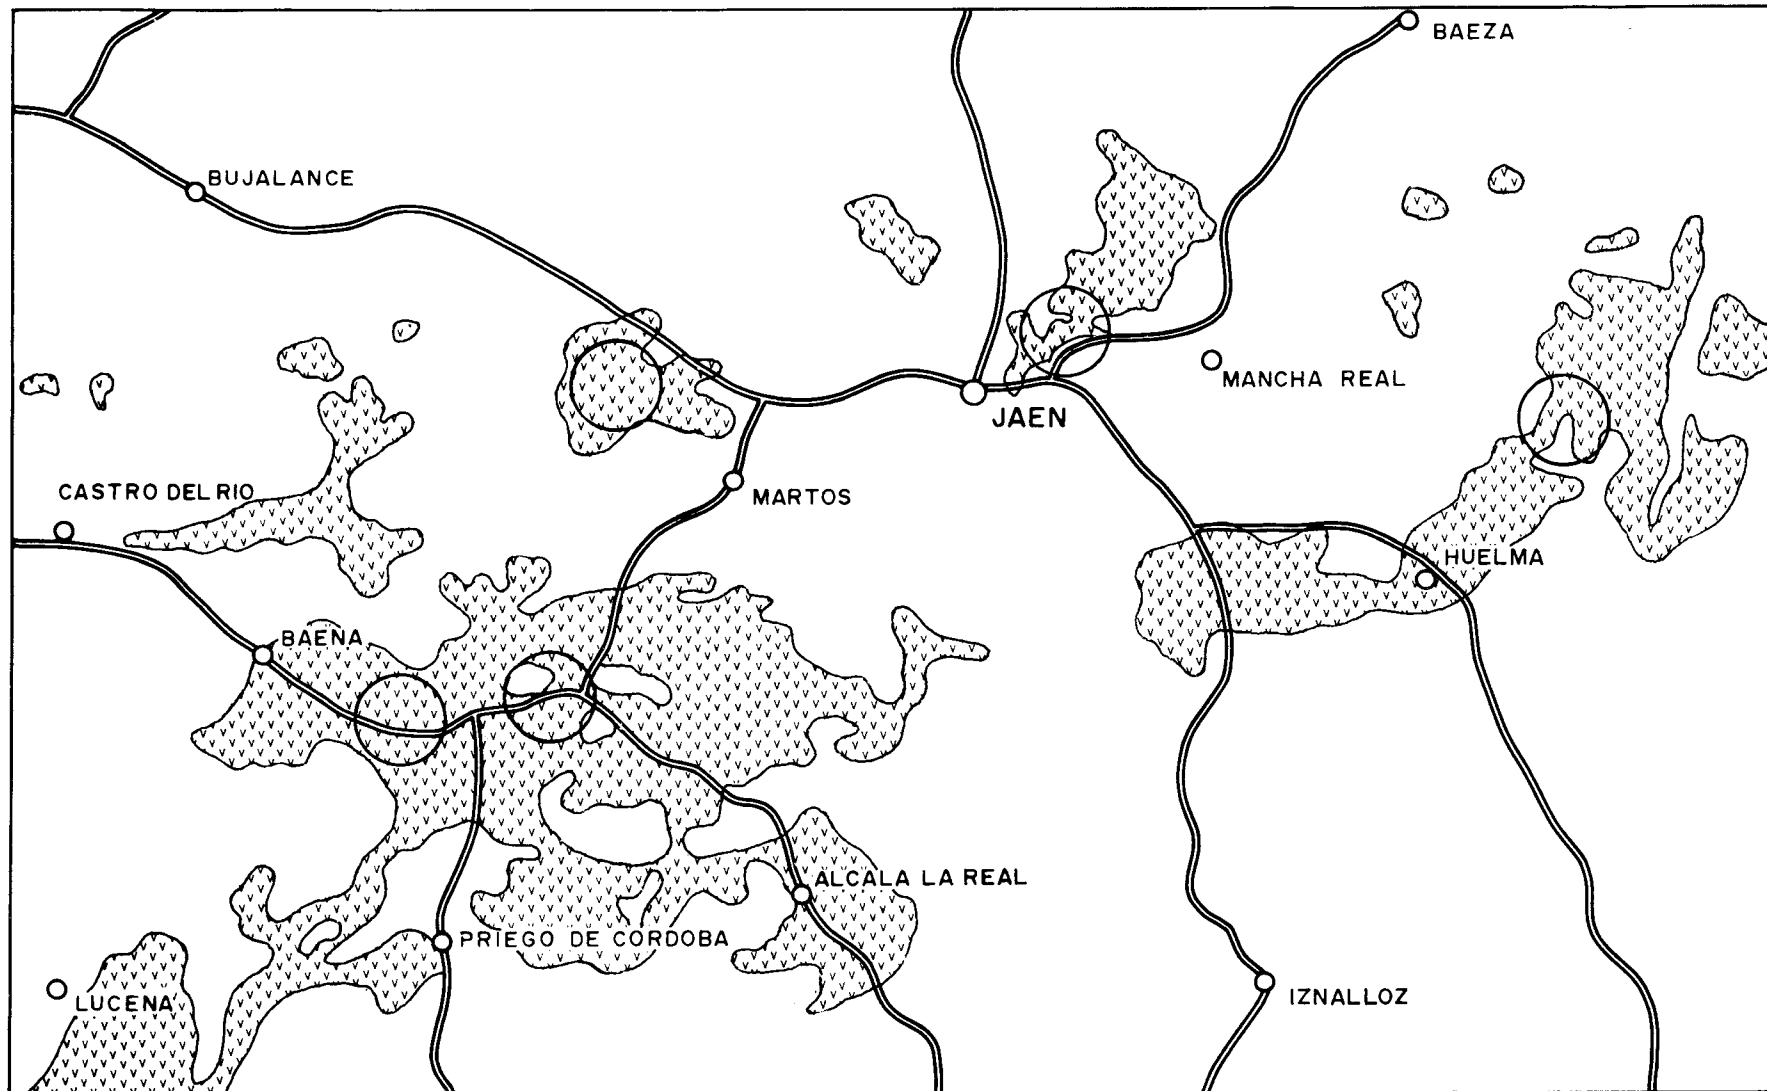 BAEZA
BUJALANCE
MANCHA REAL
JAEN
CASTRO DEL RIO
MARTOS
HUELMA
BAENA
ALCALA LA REAL
PRIEGO DE CORDOBA
LUCENA
IZNALLOZ